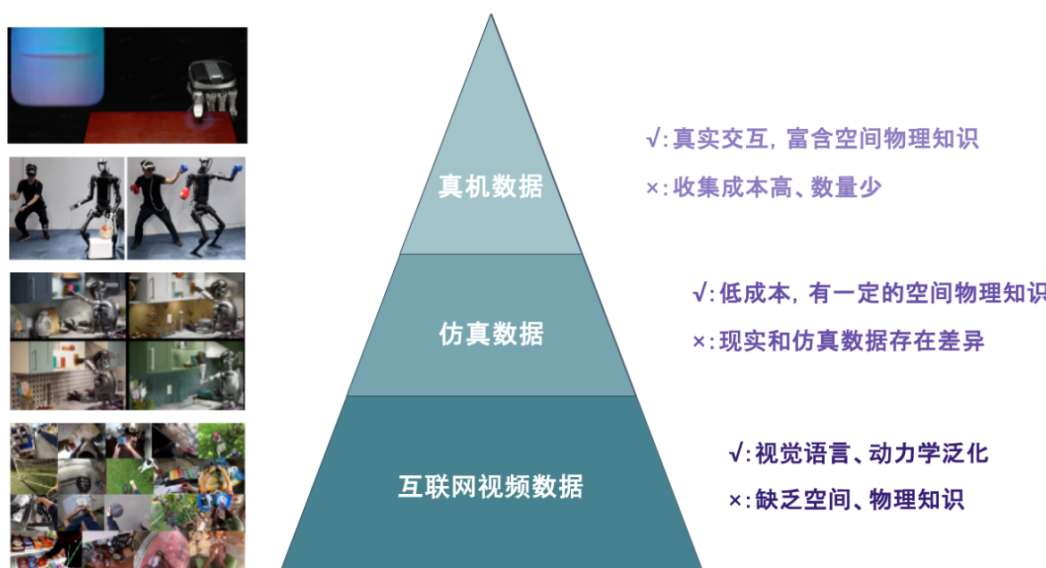 √:真实交互, 富含空间物理知识
真机数据
×:收集成本高、数量少
√:低成本, 有一定的空间物理知识
仿真数据
×:现实和仿真数据存在差异
√:视觉语言、动力学泛化
互联网视频数据
×:缺乏空间、物理知识